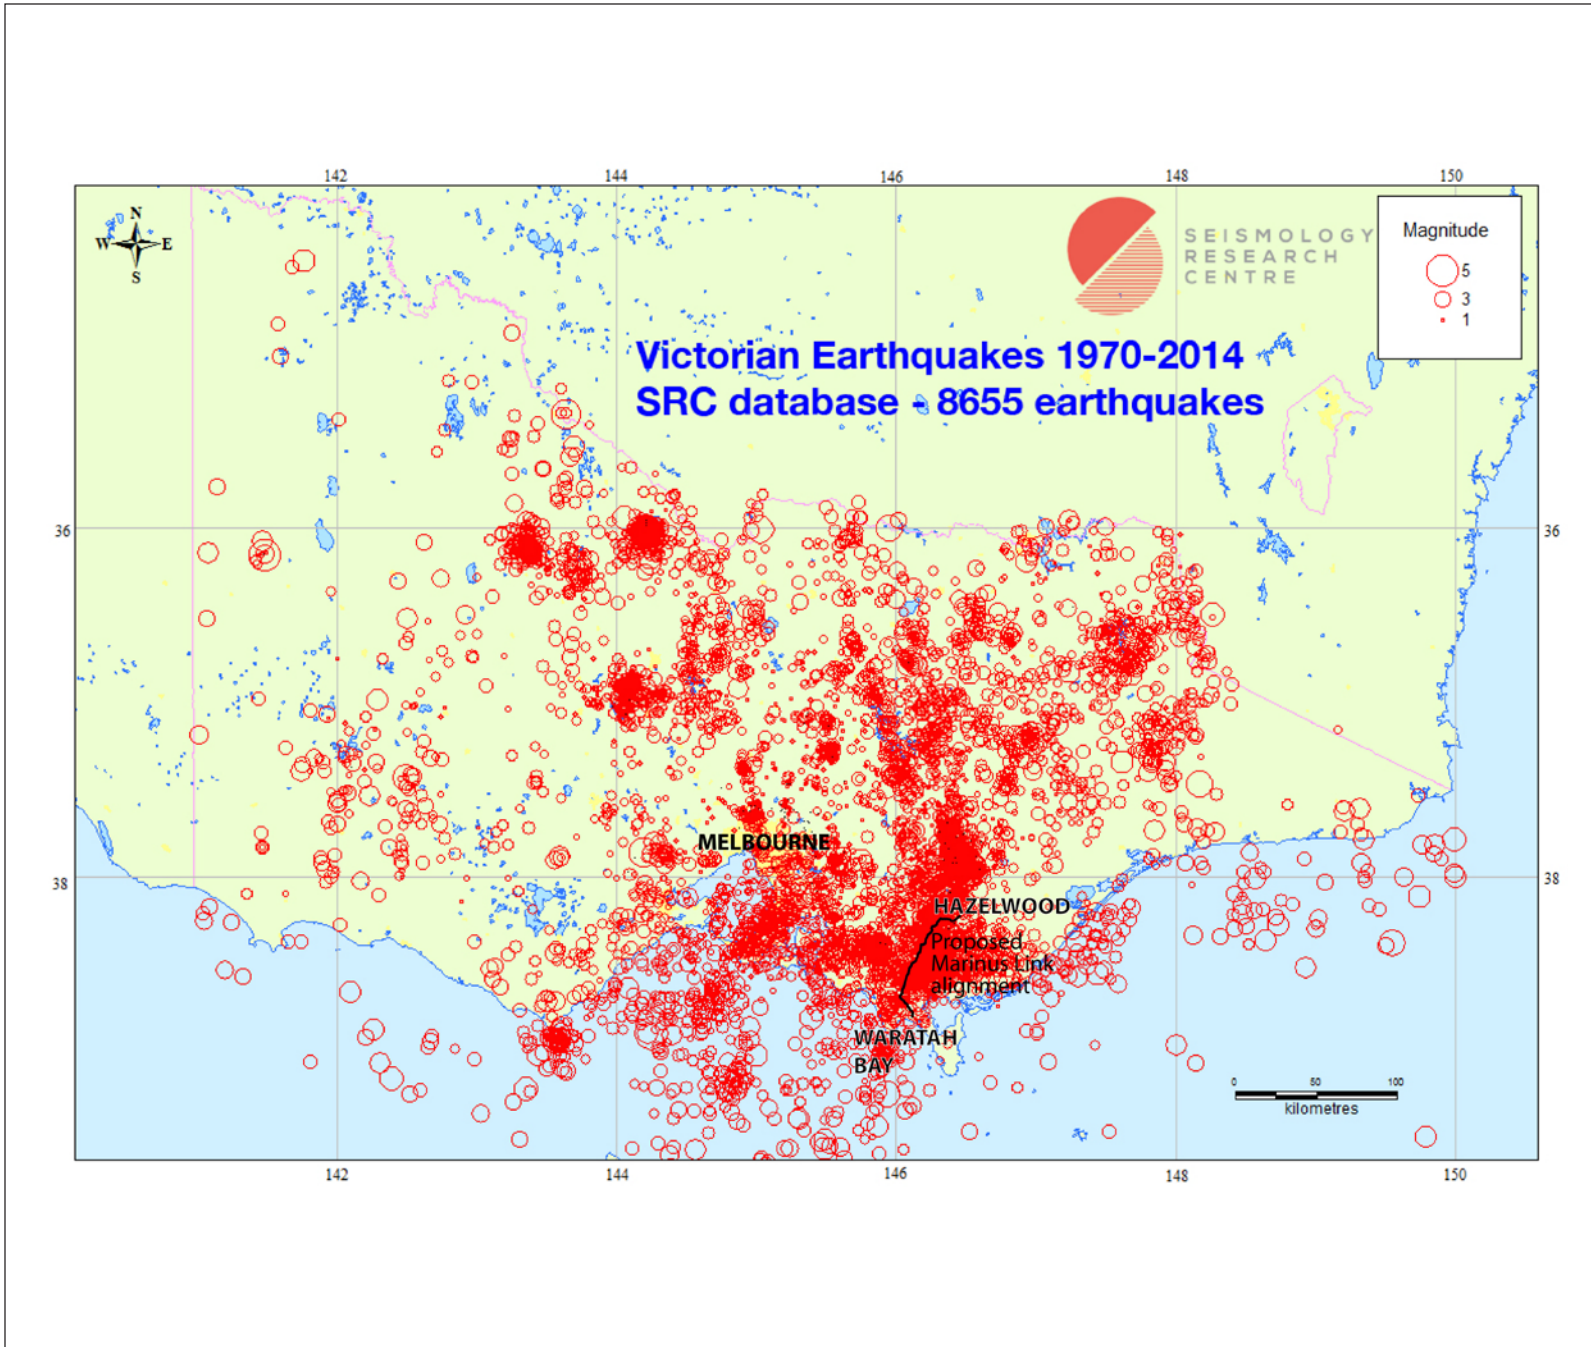 142
144
146
148
150
N
W E
S
SEISMOLOGY
RESEARCH
CENTRE
Magnitude
5
3
1
Victorian Earthquakes 1970-2014
SRC database - 8655 earthquakes
36
36
MELBOURNE
38
38
HAZELWOOD
Proposed
Marinus Link
alignment
WARATAH
BAY
0 50 100
kilometres
142
144
146
148
150